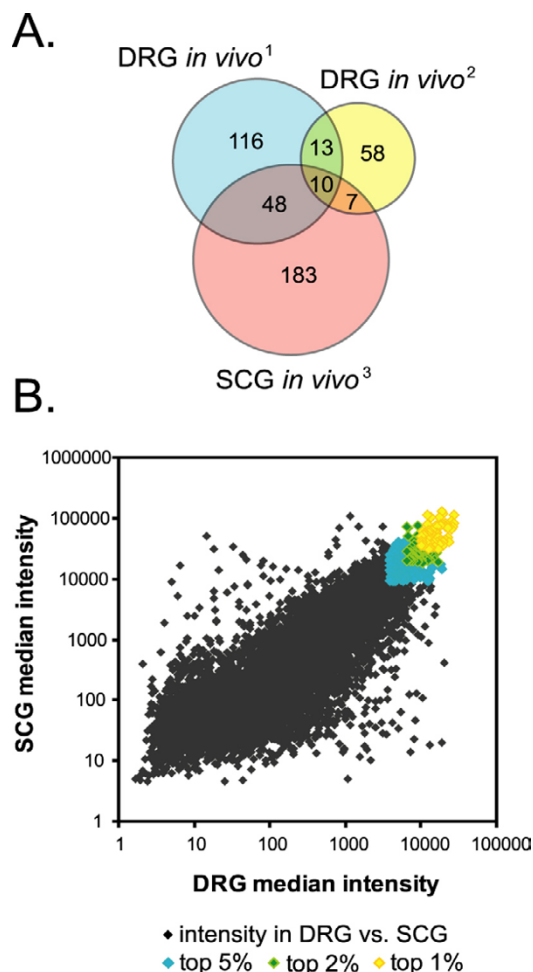 A.
DRG in vivo1
DRG in vivo2
116
13
58
10
48
7
183
SCG in vivo3
B.
1000000
100000
10000
1000
100
10
1
SCG median intensity
1 10 100 1000 10000 100000
DRG median intensity
intensity in DRG vs. SCG
top 5% top 2% top 1%